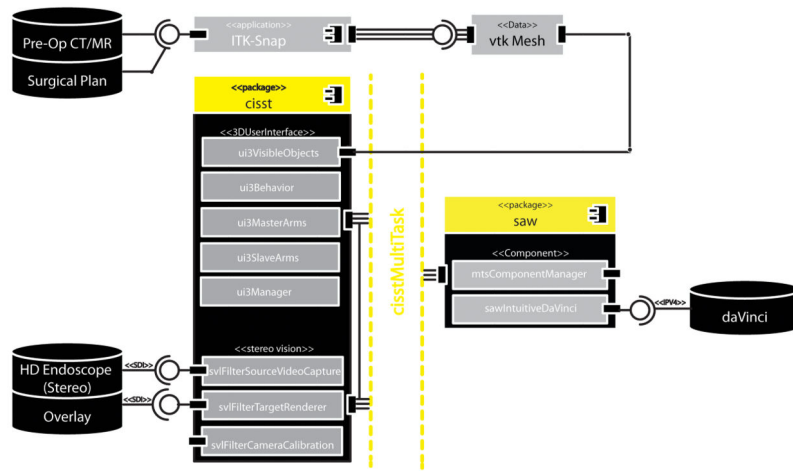 <<application>>
ITK-Snap
<<Data>>
vtk Mesh
Pre-Op CT/MR
Surgical Plan
<<package>>
cisst
<<3DUserInterface>>
ui3VisibleObjects
ui3Behavior
ui3MasterArms
ui3SlaveArms
ui3Manager
<<stereo vision>>
svlFilterSourceVideoCapture
svlFilterTargetRenderer
svlFilterCameraCalibration
cisstMultiTask
<<package>>
saw
<<Component>>
mtsComponentManager
sawIntuitiveDaVinci
<<IPV4>>
daVinci
HD Endoscope
(Stereo)
Overlay
<<SDI>>
<<SDI>>